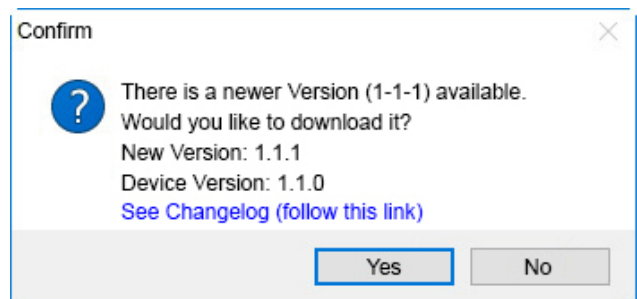 Confirm
There is a newer Version (1-1-1) available.
Would you like to download it?
New Version: 1.1.1
Device Version: 1.1.0
See Changelog (follow this link)
Yes
No